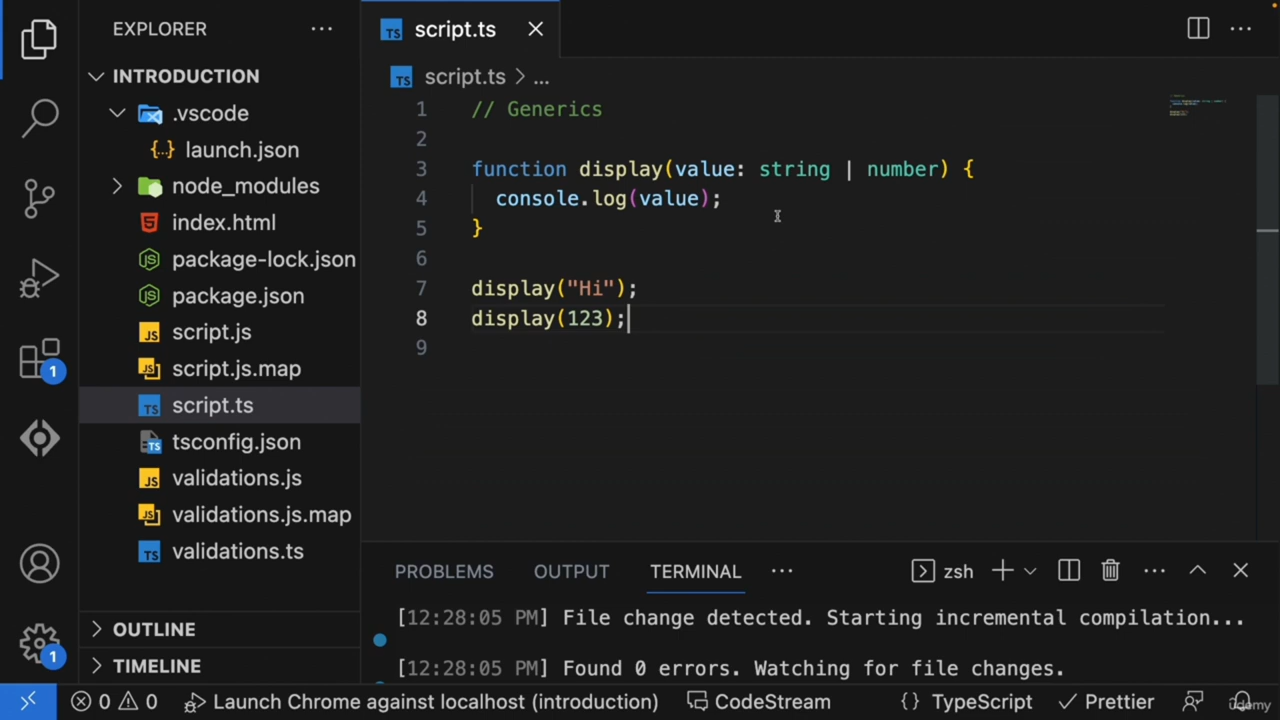 EXPLORER
INTRODUCTION
.vscode
launch.json
node_modules
index.html
package-lock.json
package.json
script.js
script.js.map
script.ts
tsconfig.json
validations.js
validations.js.map
validations.ts
OUTLINE
TIMELINE
script.ts
script.ts > ...
1 // Generics
2
3 function display(value: string | number) {
4 console.log(value);
5 }
6
7 display("Hi");
8 display(123);
9
PROBLEMS OUTPUT TERMINAL ... zsh
[12:28:05 PM] File change detected. Starting incremental compilation...
[12:28:05 PM] Found 0 errors. Watching for file changes.
1
1
0 0 Launch Chrome against localhost (introduction) CodeStream {} TypeScript Prettier
udemy